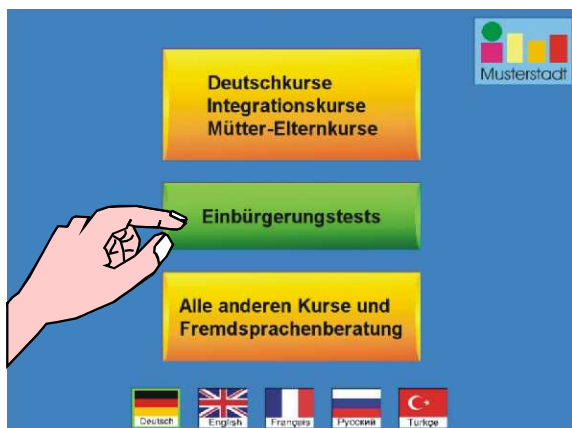 Musterstadt
Deutschkurse
Integrationskurse
Mütter-Elternkurse
Einbürgerungstests
Alle anderen Kurse und
Fremdsprachenberatung
Deutsch English Français Русский Türkçe